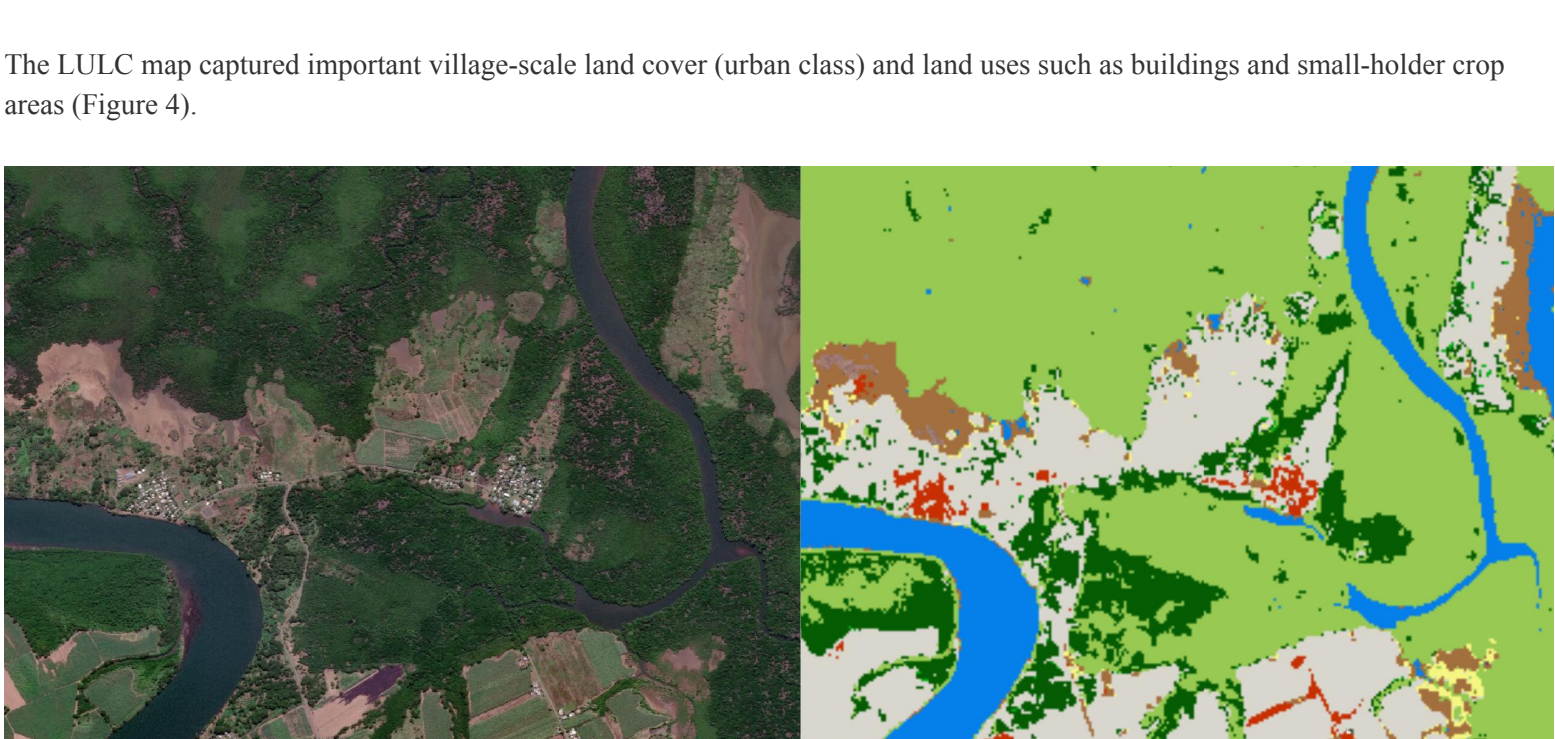 The LULC map captured important village-scale land cover (urban class) and land uses such as buildings and small-holder crop
areas (Figure 4).